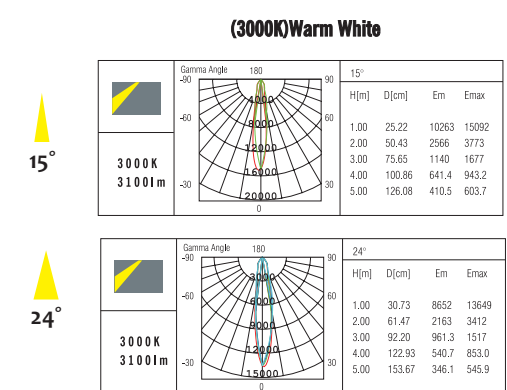 (3000K)Warm White
15°
3000K
3100lm
Gamma Angle 180
-90 90
-60 60
-30 30
0
4000
8000
12000
16000
20000
15°
H[m] D[cm] Em Emax
1.00 25.22 10263 15092
2.00 50.43 2566 3773
3.00 75.65 1140 1677
4.00 100.86 641.4 943.2
5.00 126.08 410.5 603.7
24°
3000K
3100lm
Gamma Angle 180
-90 90
-60 60
-30 30
0
3000
6000
9000
12000
15000
24°
H[m] D[cm] Em Emax
1.00 30.73 8652 13649
2.00 61.47 2163 3412
3.00 92.20 961.3 1517
4.00 122.93 540.7 853.0
5.00 153.67 346.1 545.9